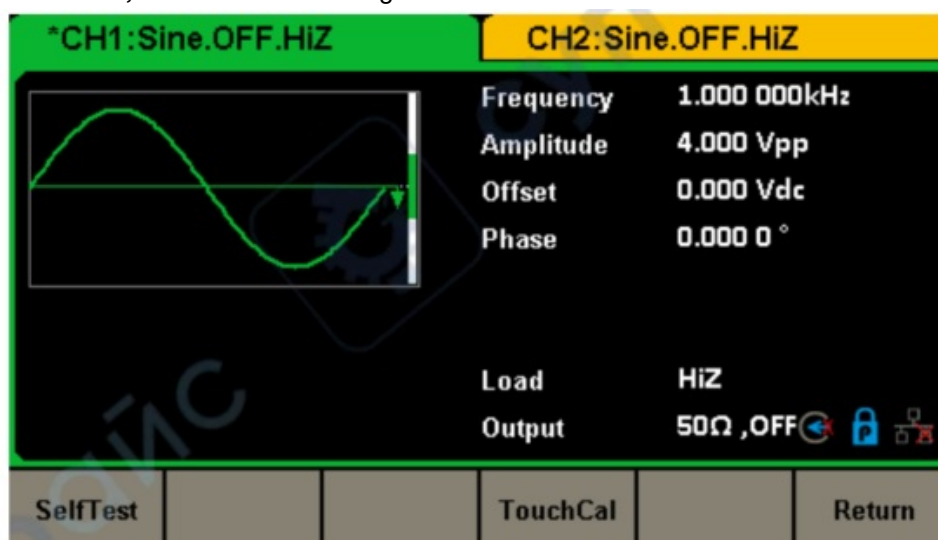 *CH1:Sine.OFF.HiZ
CH2:Sine.OFF.HiZ
Frequency 1.000 000kHz
Amplitude 4.000 Vpp
Offset 0.000 Vdc
Phase 0.000 0 °
Load HiZ
Output 50Ω ,OFF
P
SelfTest
TouchCal
Return